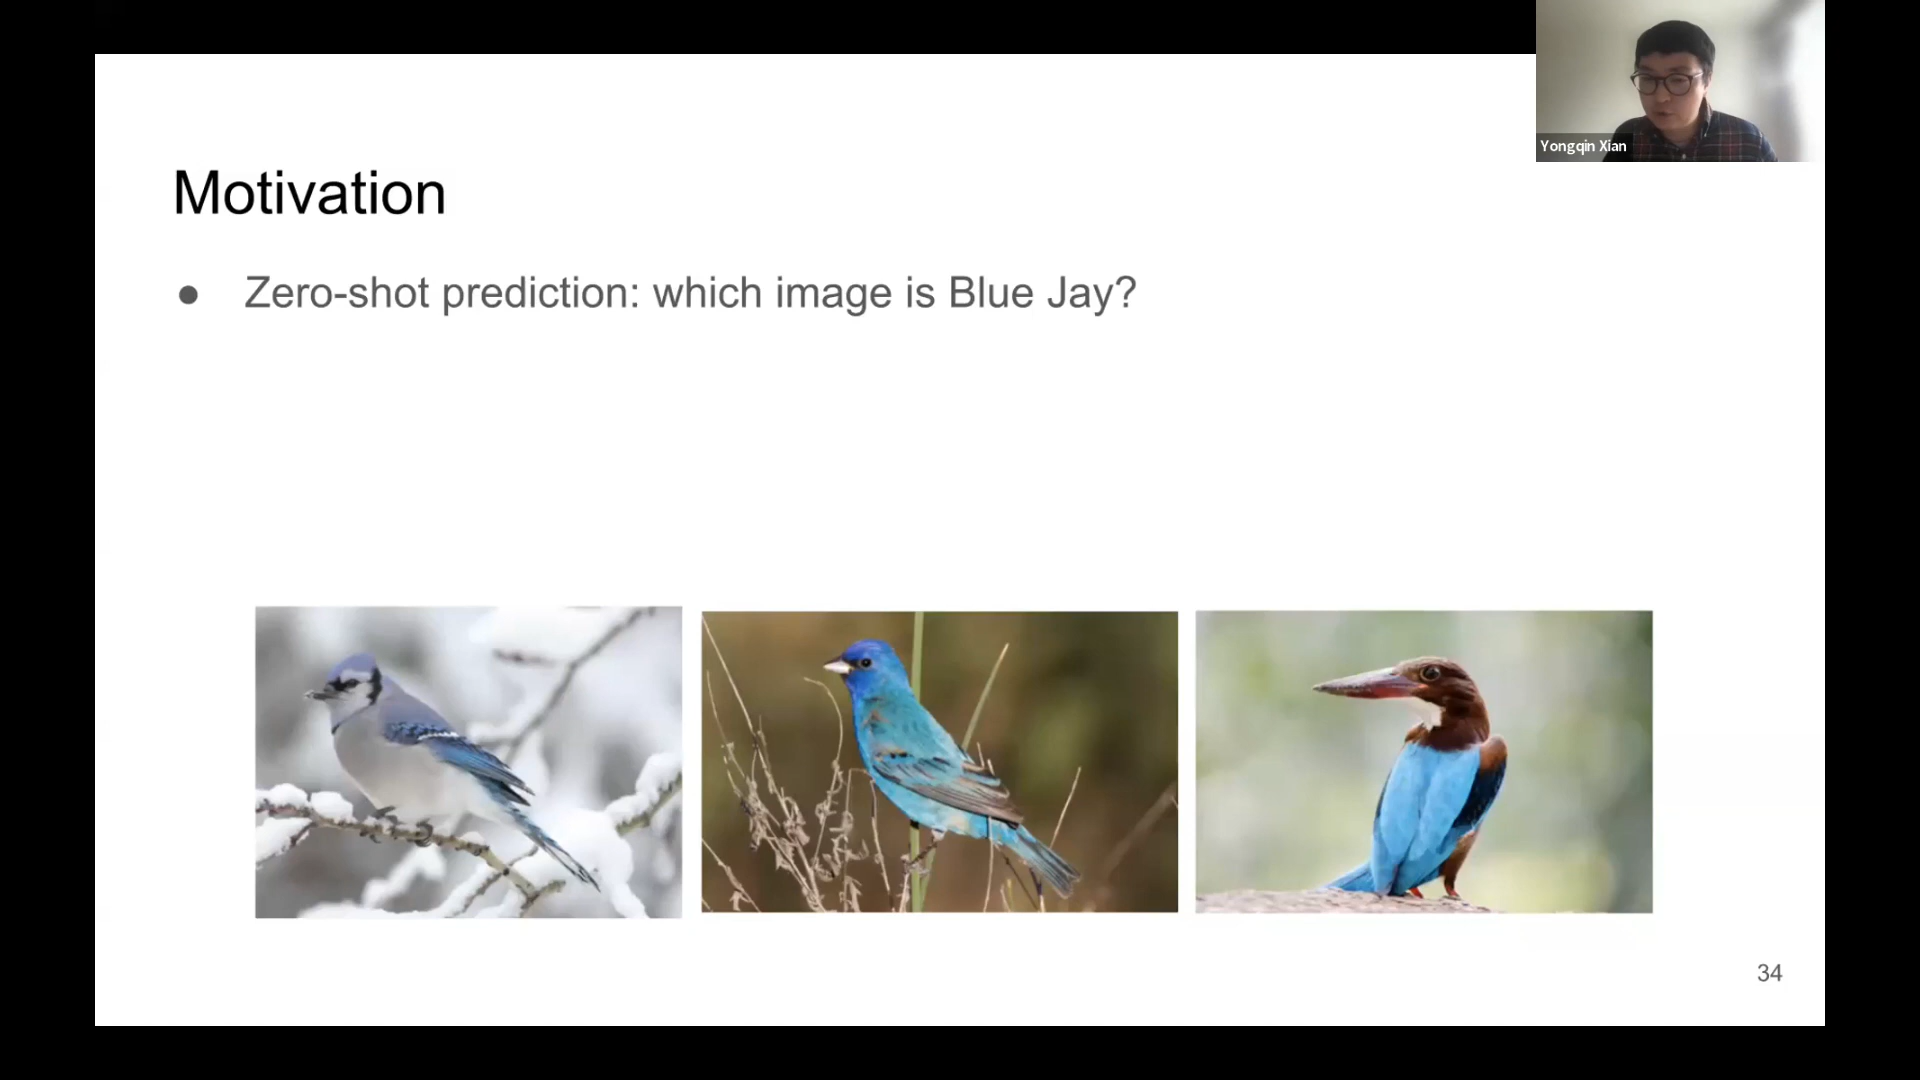 Yongqin Xian
Motivation
● Zero-shot prediction: which image is Blue Jay?
34